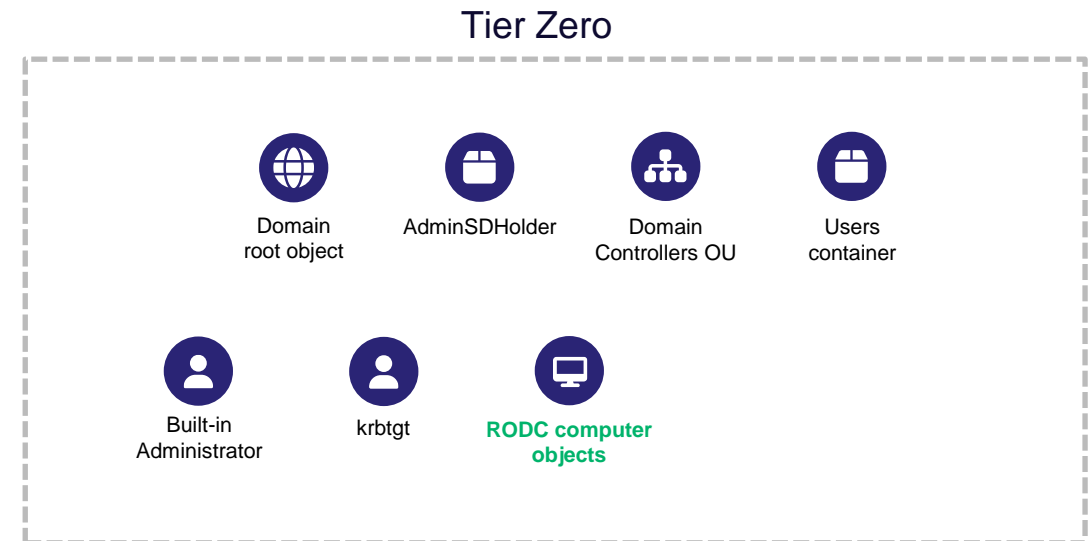 Tier Zero
Domain
root object
AdminSDHolder
Domain
Controllers OU
Users
container
Built-in
Administrator
krbtgt
RODC computer
objects